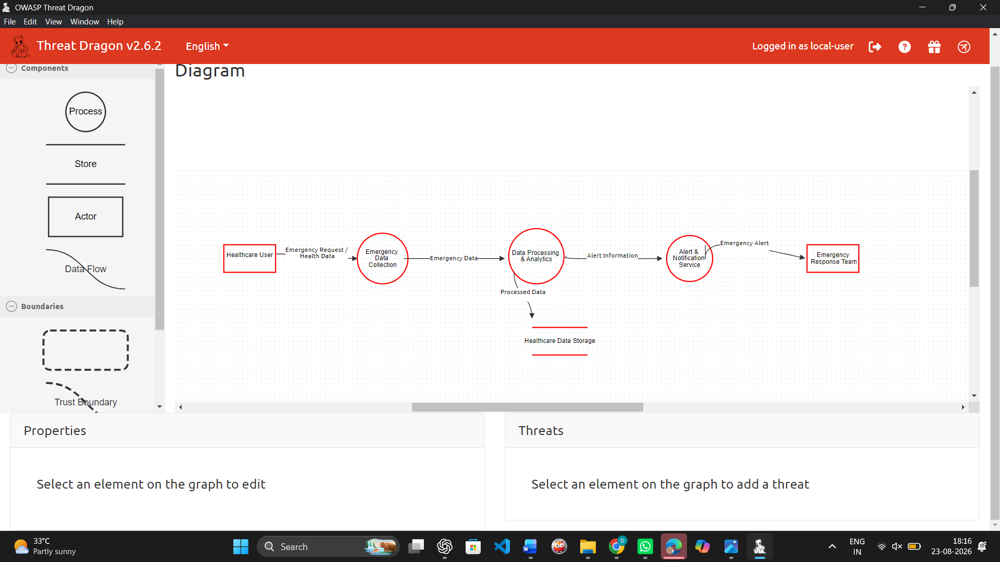 OWASP Threat Dragon
File Edit View Window Help
Threat Dragon v2.6.2
English
Logged in as local-user
Components
Process
Store
Actor
Data Flow
Boundaries
Trust Boundary
Diagram
Healthcare User
Emergency Request /
Health Data
Emergency
Data
Collection
Emergency Data
Data Processing
& Analytics
Alert Information
Alert &
Notification
Service
Emergency Alert
Emergency
Response Team
Processed Data
Healthcare Data Storage
Properties
Select an element on the graph to edit
Threats
Select an element on the graph to add a threat
33°C
Partly sunny
Search
D
ENG
IN
18:16
23-08-2026